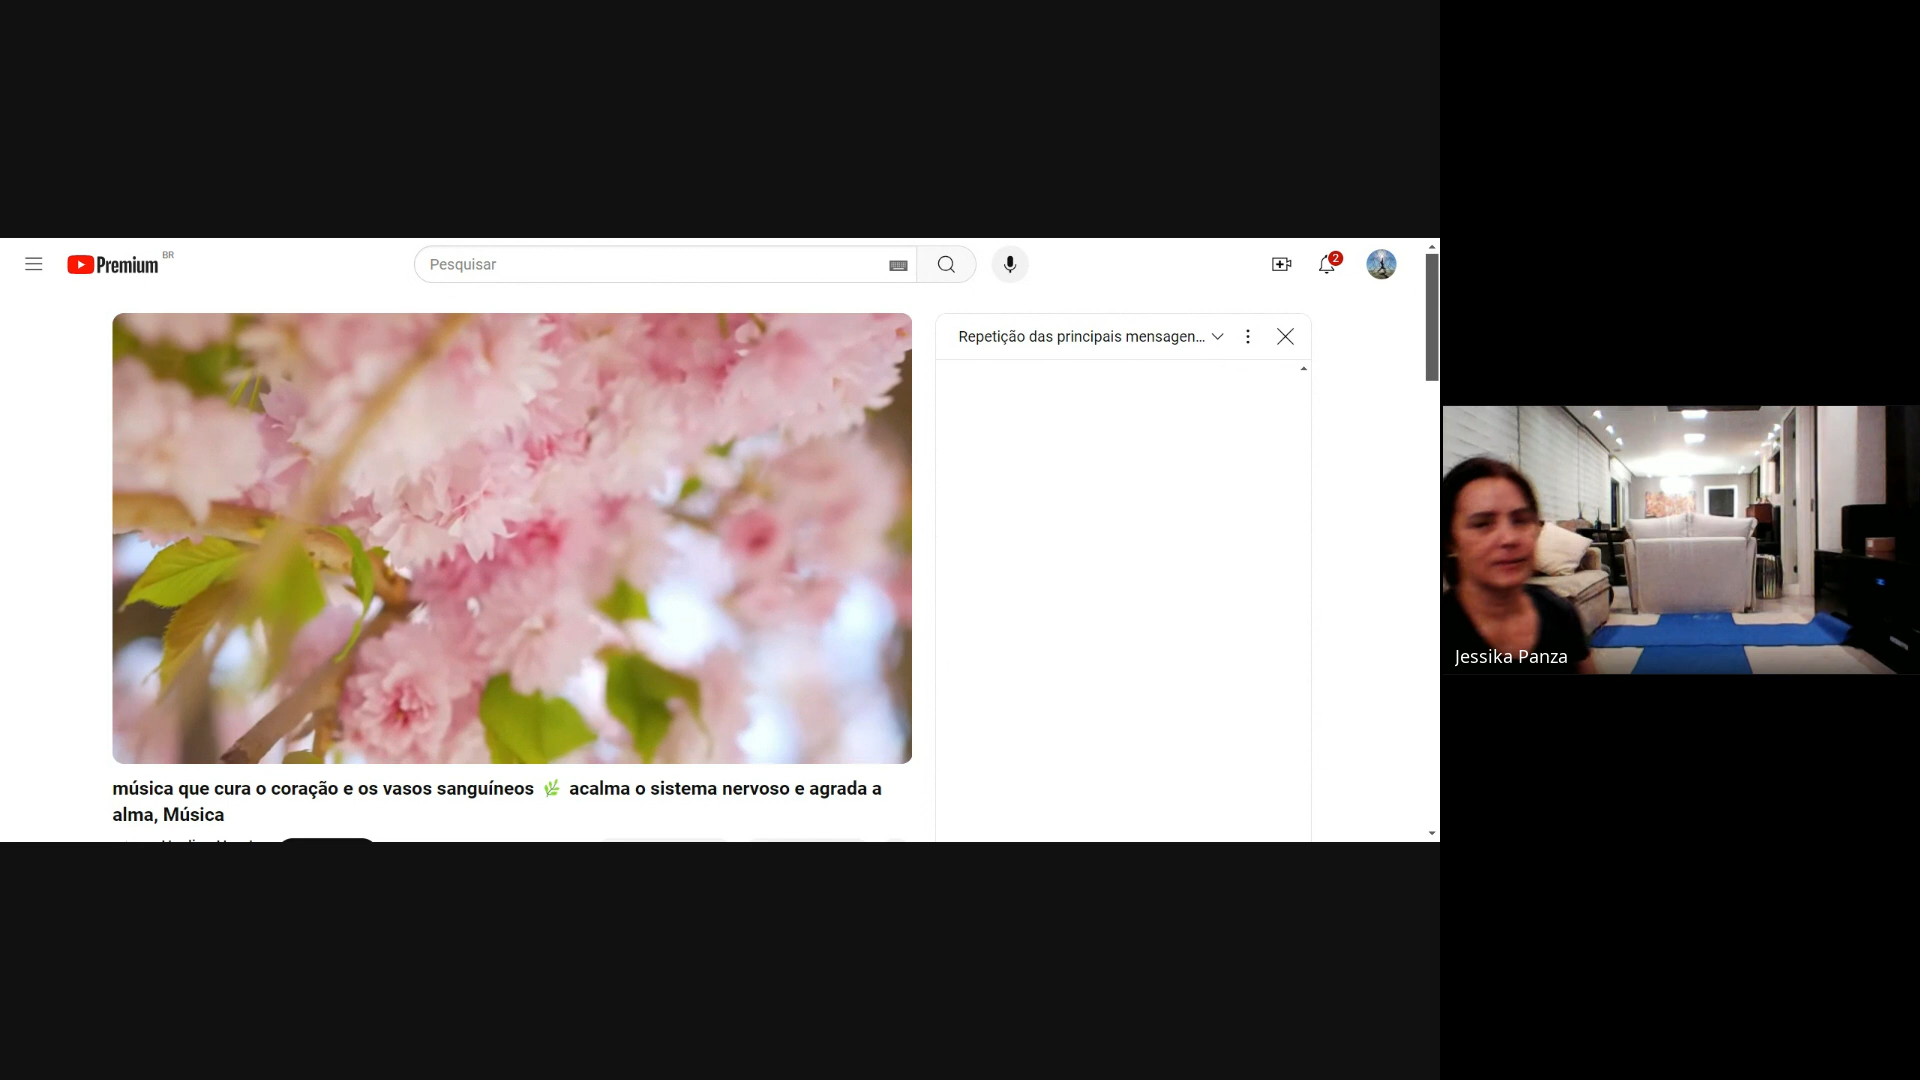 Premium BR
Pesquisar
2
Repetição das principais mensagen...
música que cura o coração e os vasos sanguíneos 🌿 acalma o sistema nervoso e agrada a
alma, Música
Jessika Panza